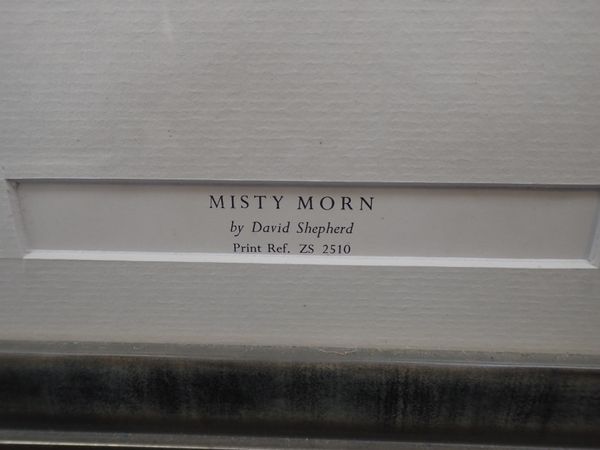 MISTY MORN
by David Shepherd
Print Ref. ZS 2510